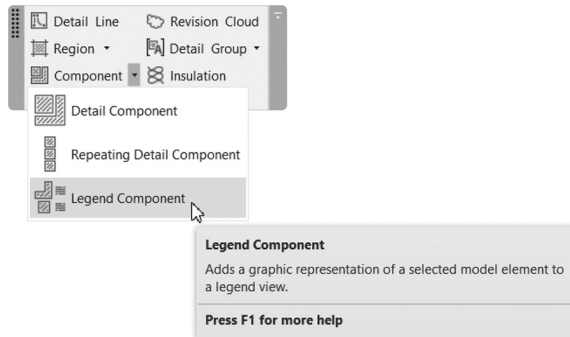 Detail Line
Revision Cloud
Region
Detail Group
Component
Insulation
Detail Component
Repeating Detail Component
Legend Component
Legend Component
Adds a graphic representation of a selected model element to
a legend view.
Press F1 for more help